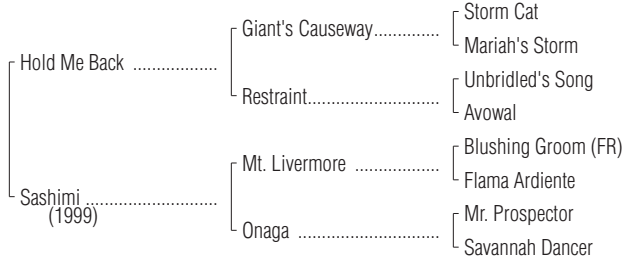 Storm Cat
Giant's Causeway..............
Mariah's Storm
Hold Me Back ..................
Unbridled's Song
Restraint............................
Avowal
Blushing Groom (FR)
Mt. Livermore ..................
Flama Ardiente
Sashimi ............................
(1999)
Mr. Prospector
Onaga ..............................
Savannah Dancer